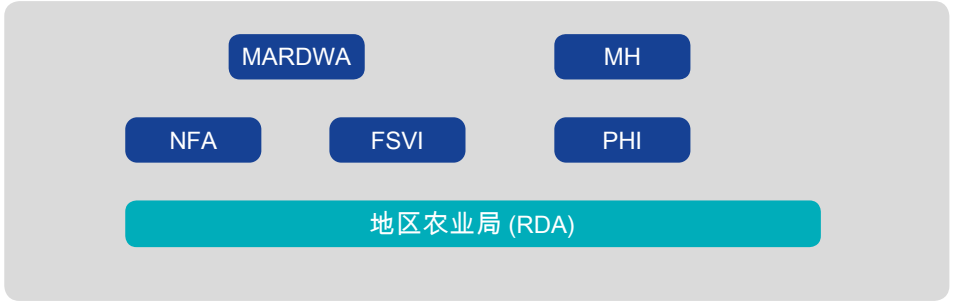 MARDWA
MH
NFA
FSVI
PHI
地区农业局 (RDA)